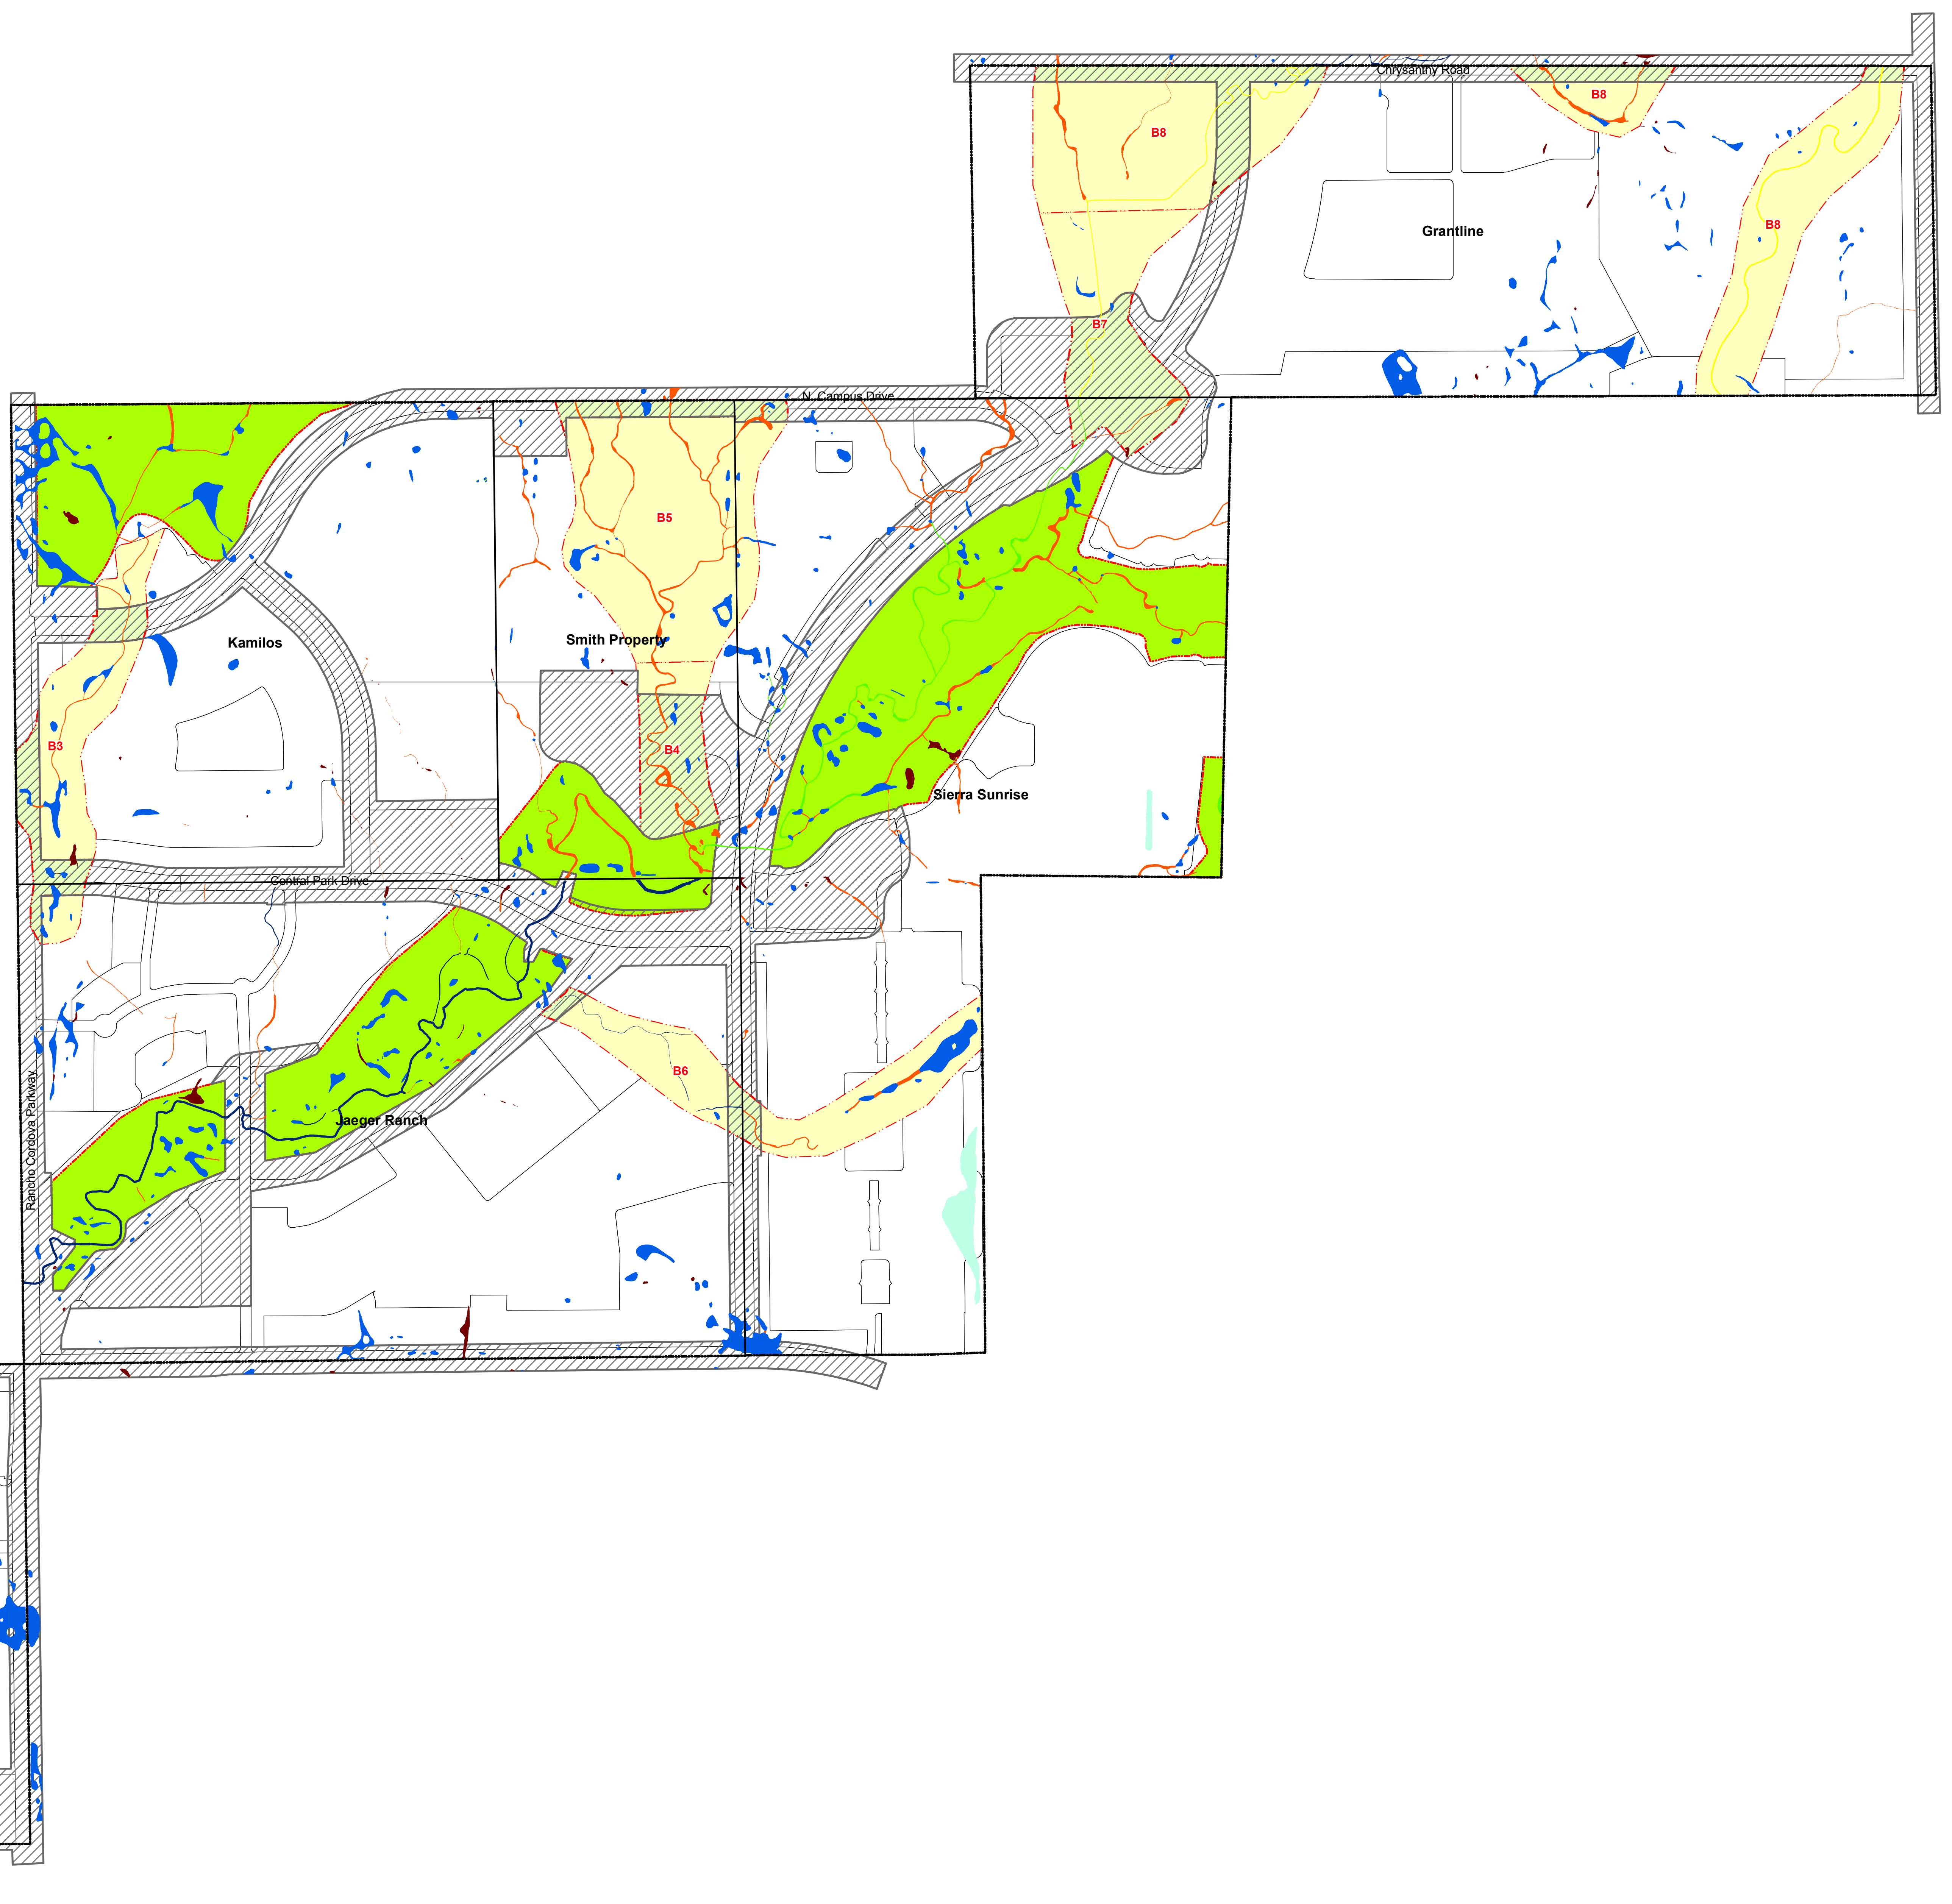 Chrysanthy Road
B8
B8
B8
Grantline
B7
N. Campus Drive
B5
Kamilos
Smith Property
B3
B4
Sierra Sunrise
Central Park Drive
B6
Jaeger Ranch
Rancho Cordova Parkway